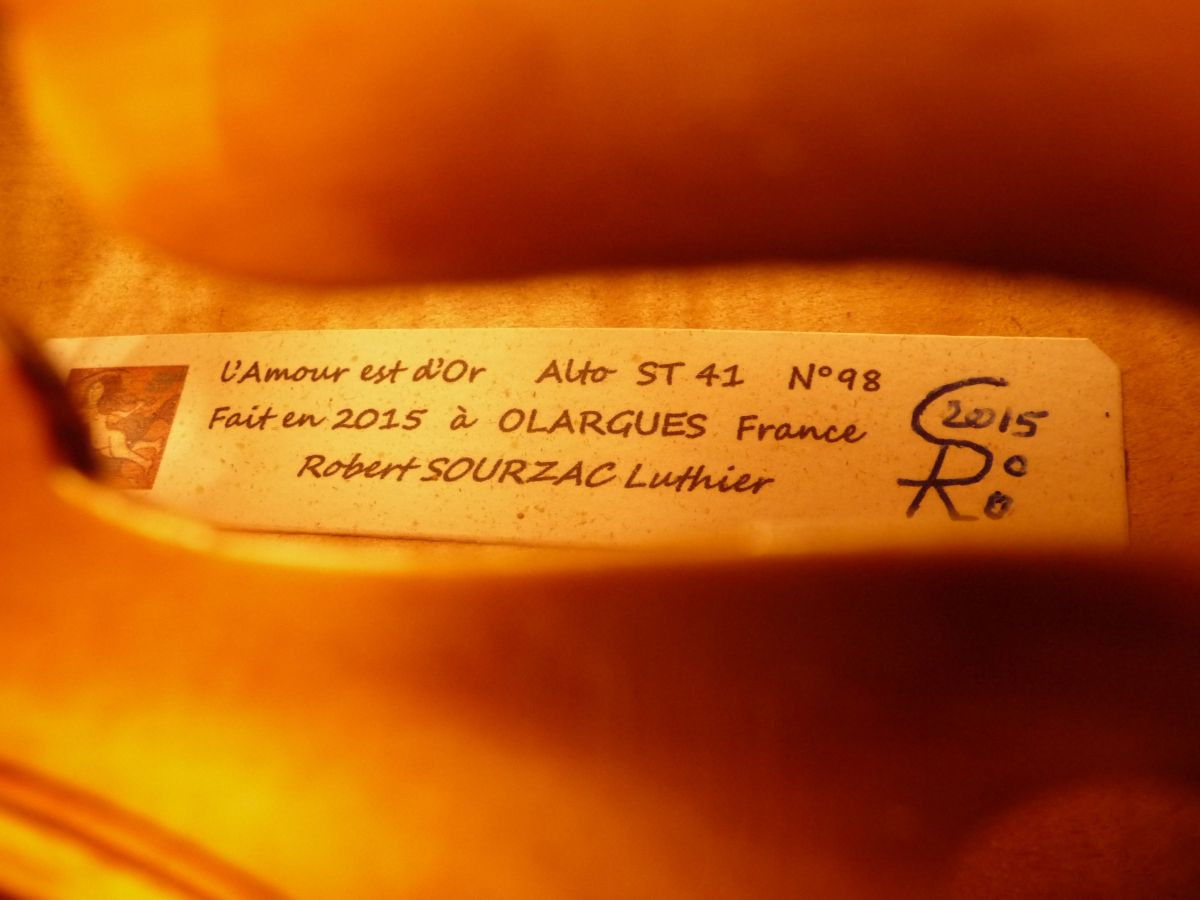 l'Amour est d'Or Alto ST 41 N°98
Fait en 2015 à OLARGUES France
Robert SOURZAC Luthier
2015